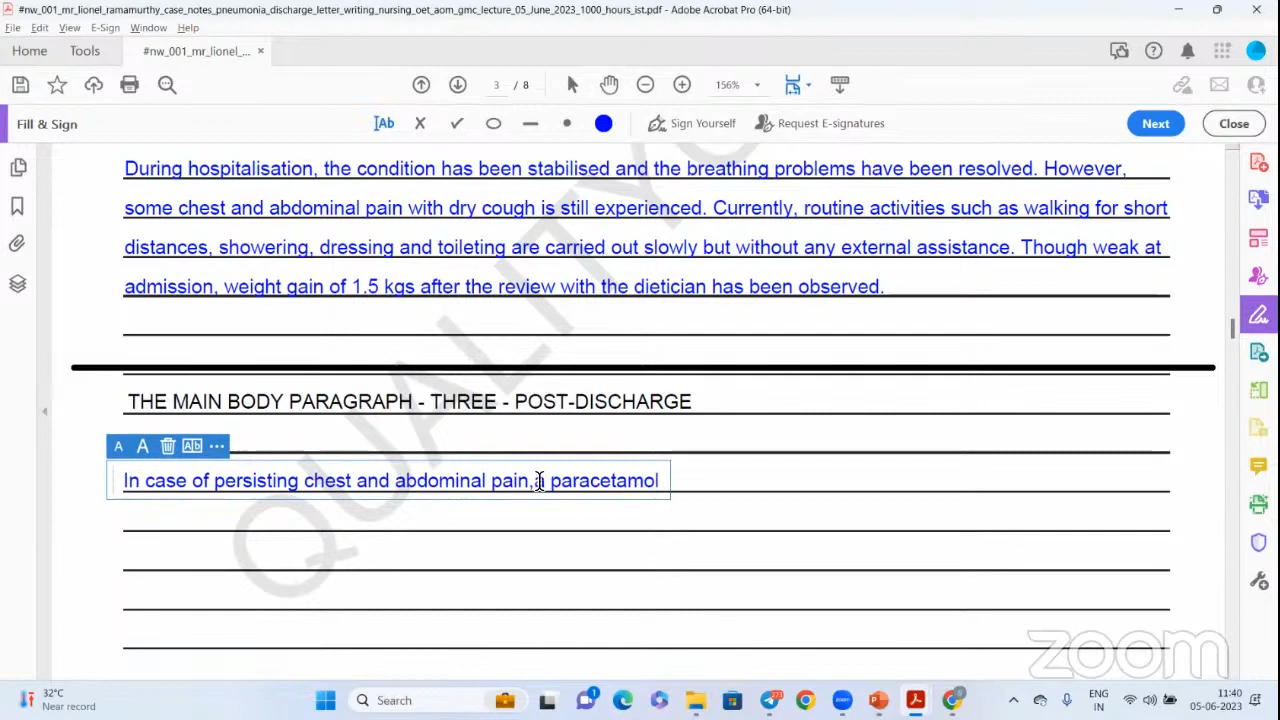 #nw_001_mr_lionel_ramamurthy_case_notes_pneumonia_discharge_letter_writing_nursing_oet_aom_gmc_lecture_05_June_2023_1000_hours_ist.pdf - Adobe Acrobat Pro (64-bit)
File Edit View E-Sign Window Help
Home Tools #nw_001_mr_lionel_... ×
3 / 8 156%
Fill & Sign Ab Sign Yourself Request E-signatures Next Close
During hospitalisation, the condition has been stabilised and the breathing problems have been resolved. However,
some chest and abdominal pain with dry cough is still experienced. Currently, routine activities such as walking for short
distances, showering, dressing and toileting are carried out slowly but without any external assistance. Though weak at
admission, weight gain of 1.5 kgs after the review with the dietician has been observed.
THE MAIN BODY PARAGRAPH - THREE - POST-DISCHARGE
A A Ab ...
In case of persisting chest and abdominal pain, paracetamol
QUALITY
zoom
32°C Near record
Search
1
273
6
ENG IN
11:40
05-06-2023